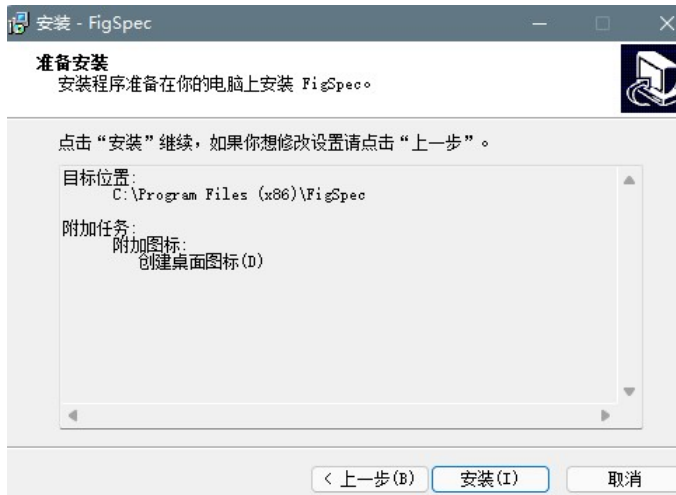 安装 - FigSpec
准备安装
安装程序准备在你的电脑上安装 FigSpec。
点击“安装”继续，如果你想修改设置请点击“上一步”。
目标位置:
C:\Program Files (x86)\FigSpec
附加任务:
附加图标:
创建桌面图标(D)
< 上一步(B)
安装(I)
取消